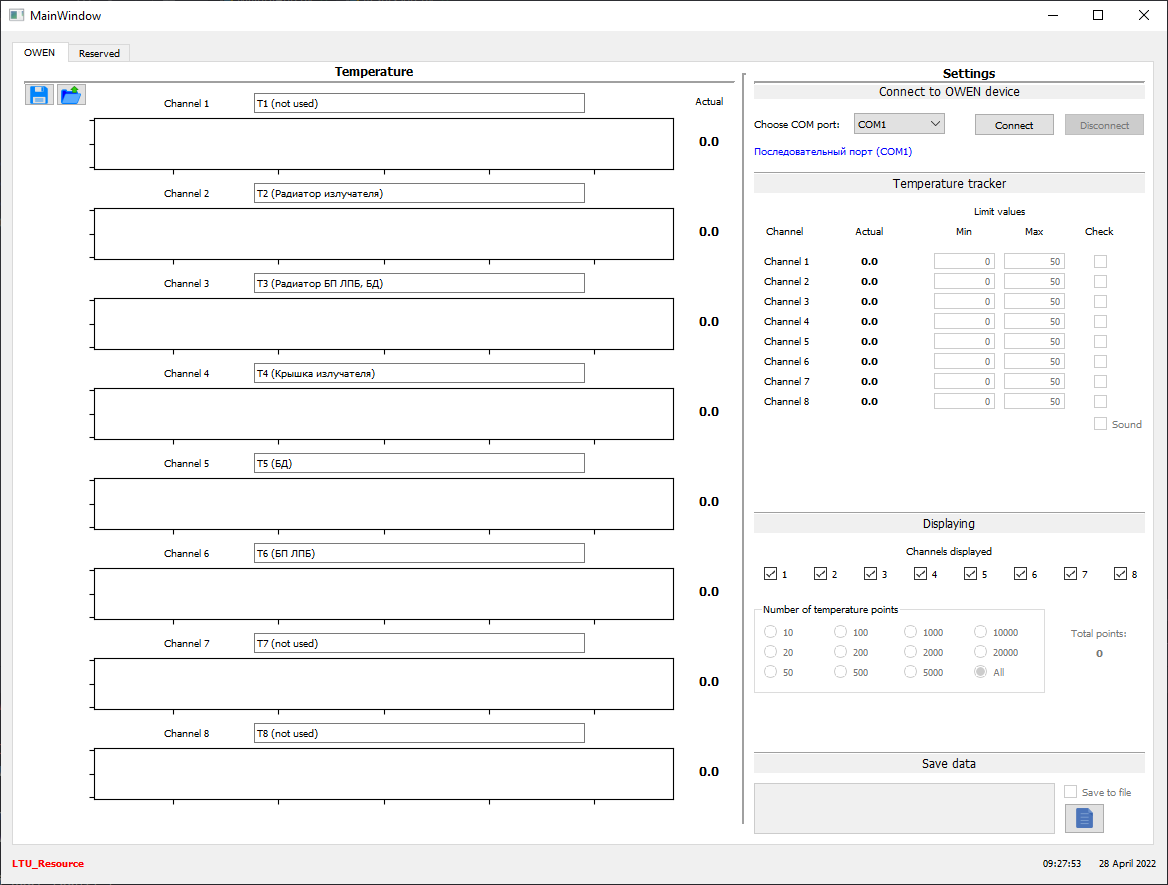 MainWindow
OWEN
Reserved
Temperature
Channel 1
T1 (not used)
Actual
0.0
Channel 2
T2 (Радиатор излучателя)
0.0
Channel 3
T3 (Радиатор БП ЛПБ, БД)
0.0
Channel 4
T4 (Крышка излучателя)
0.0
Channel 5
T5 (БД)
0.0
Channel 6
T6 (БП ЛПБ)
0.0
Channel 7
T7 (not used)
0.0
Channel 8
T8 (not used)
0.0
Settings
Connect to OWEN device
Choose COM port: COM1 Connect Disconnect
Последовательный порт (COM1)
Temperature tracker
Limit values
Channel Actual Min Max Check
Channel 1 0.0 0 50
Channel 2 0.0 0 50
Channel 3 0.0 0 50
Channel 4 0.0 0 50
Channel 5 0.0 0 50
Channel 6 0.0 0 50
Channel 7 0.0 0 50
Channel 8 0.0 0 50
Sound
Displaying
Channels displayed
1 2 3 4 5 6 7 8
Number of temperature points
10 100 1000 10000
20 200 2000 20000
50 500 5000 All
Total points:
0
Save data
Save to file
LTU_Resource
09:27:53 28 April 2022